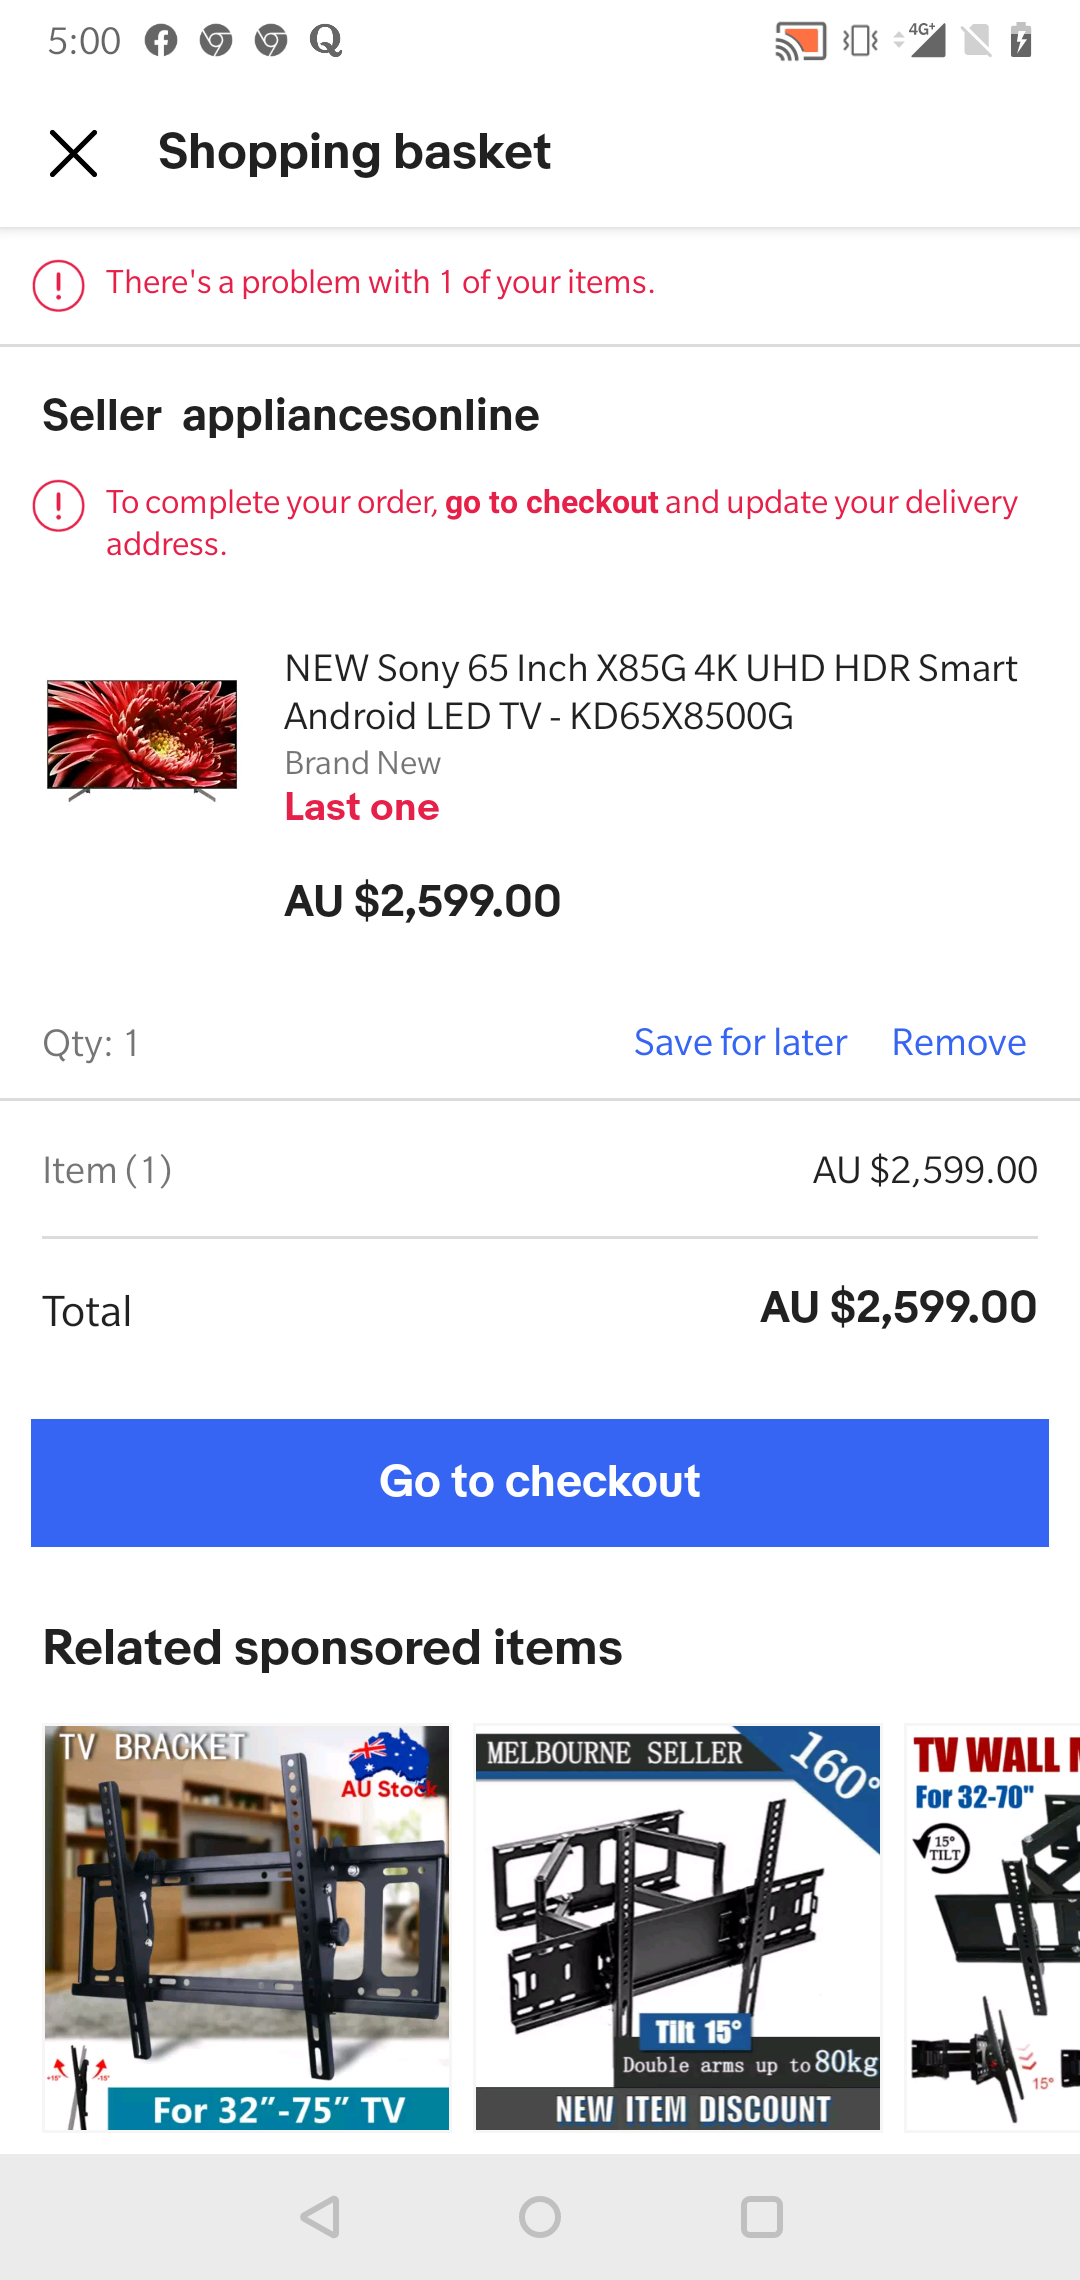 5:00
4G+
Shopping basket
There's a problem with 1 of your items.
Seller appliancesonline
To complete your order, go to checkout and update your delivery
address.
NEW Sony 65 Inch X85G 4K UHD HDR Smart
Android LED TV - KD65X8500G
Brand New
Last one
AU $2,599.00
Qty: 1
Save for later
Remove
Item (1)
AU $2,599.00
Total
AU $2,599.00
Go to checkout
Related sponsored items
TV BRACKET
AU Stock
+15°
-15°
For 32"-75" TV
MELBOURNE SELLER
160°
Tilt 15°
Double arms up to 80kg
NEW ITEM DISCOUNT
TV WALL
For 32-70"
15°
TILT
15°